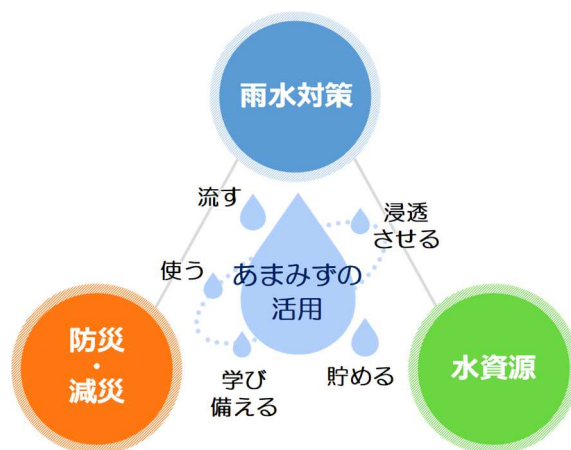 雨水対策
流す
浸透
させる
使う
あまみずの
活用
防災
・
減災
学び
備える
貯める
水資源